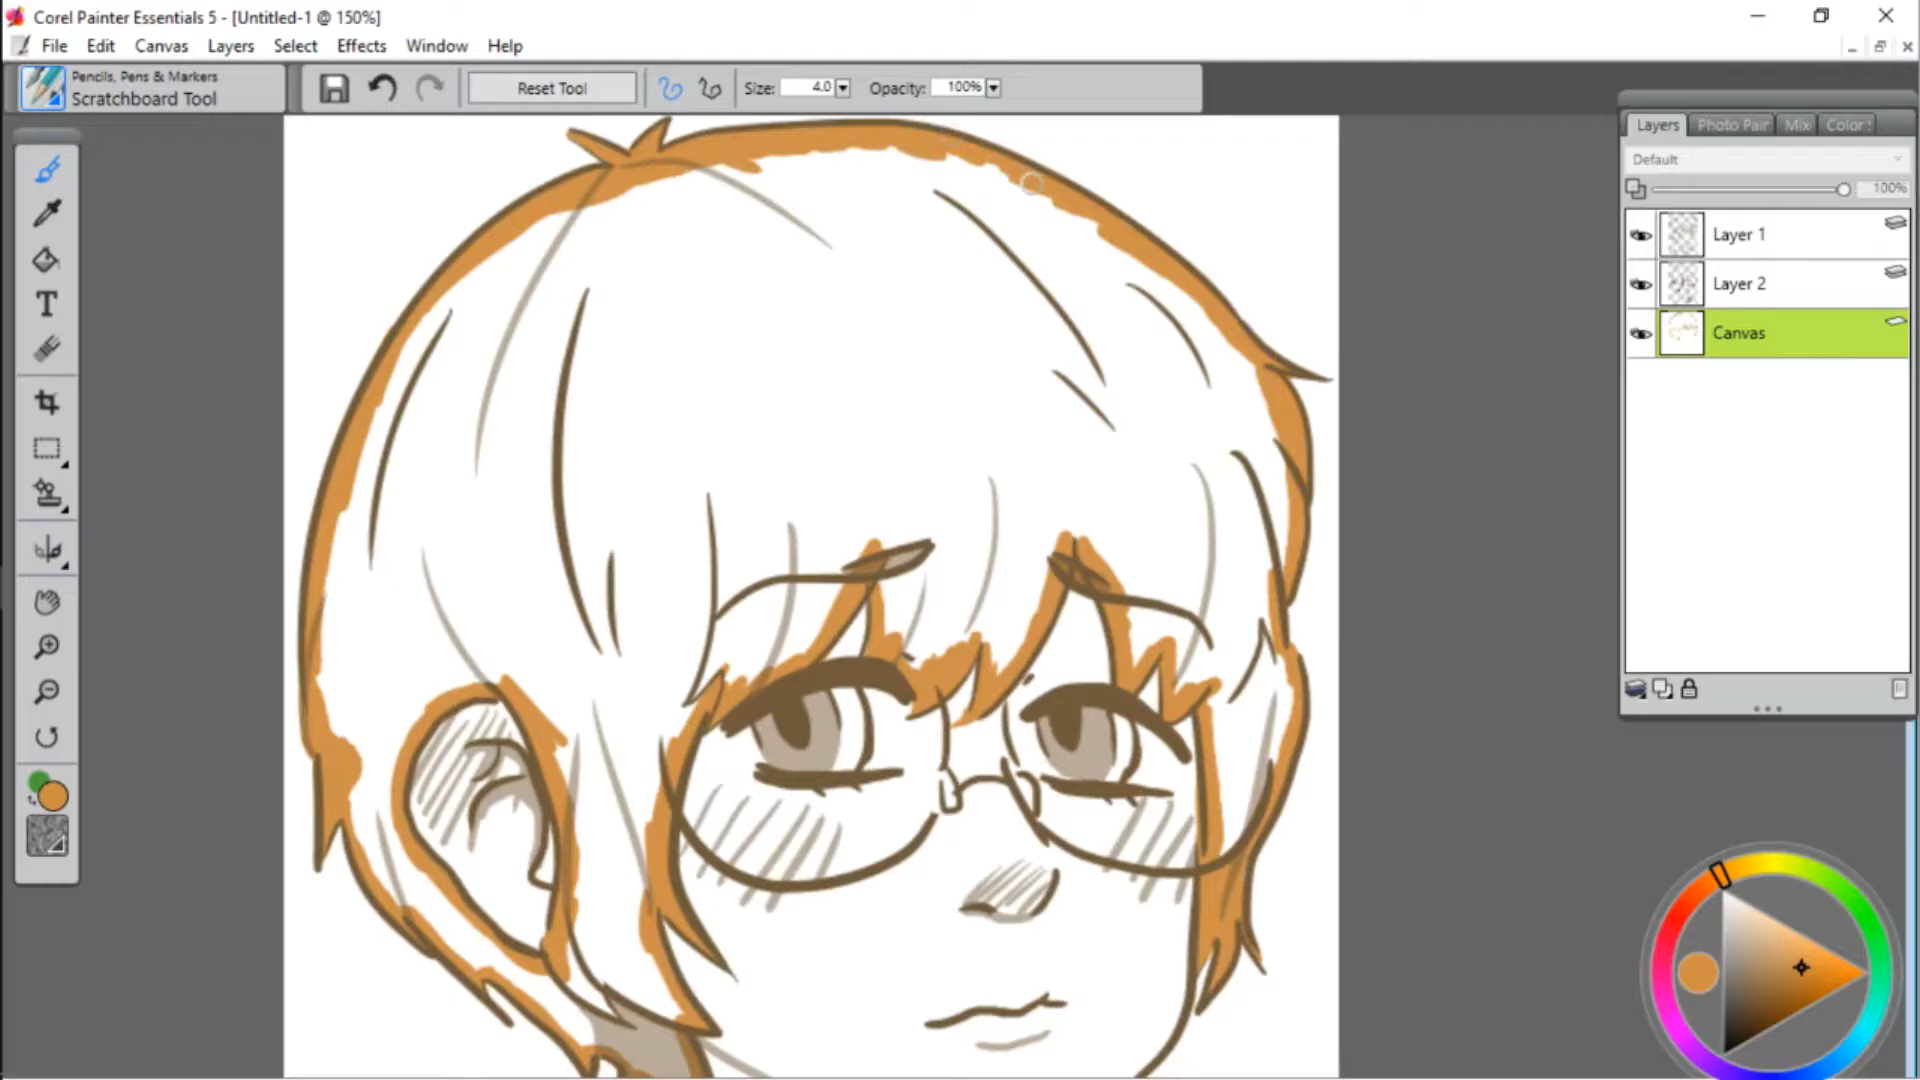 Corel Painter Essentials 5 - [Untitled-1 @ 150%]
File Edit Canvas Layers Select Effects Window Help
Pencils, Pens & Markers
Scratchboard Tool
Reset Tool
Size: 4.0
Opacity: 100%
Layers Photo Pair Mix Color :
Default
100%
Layer 1
Layer 2
Canvas
T